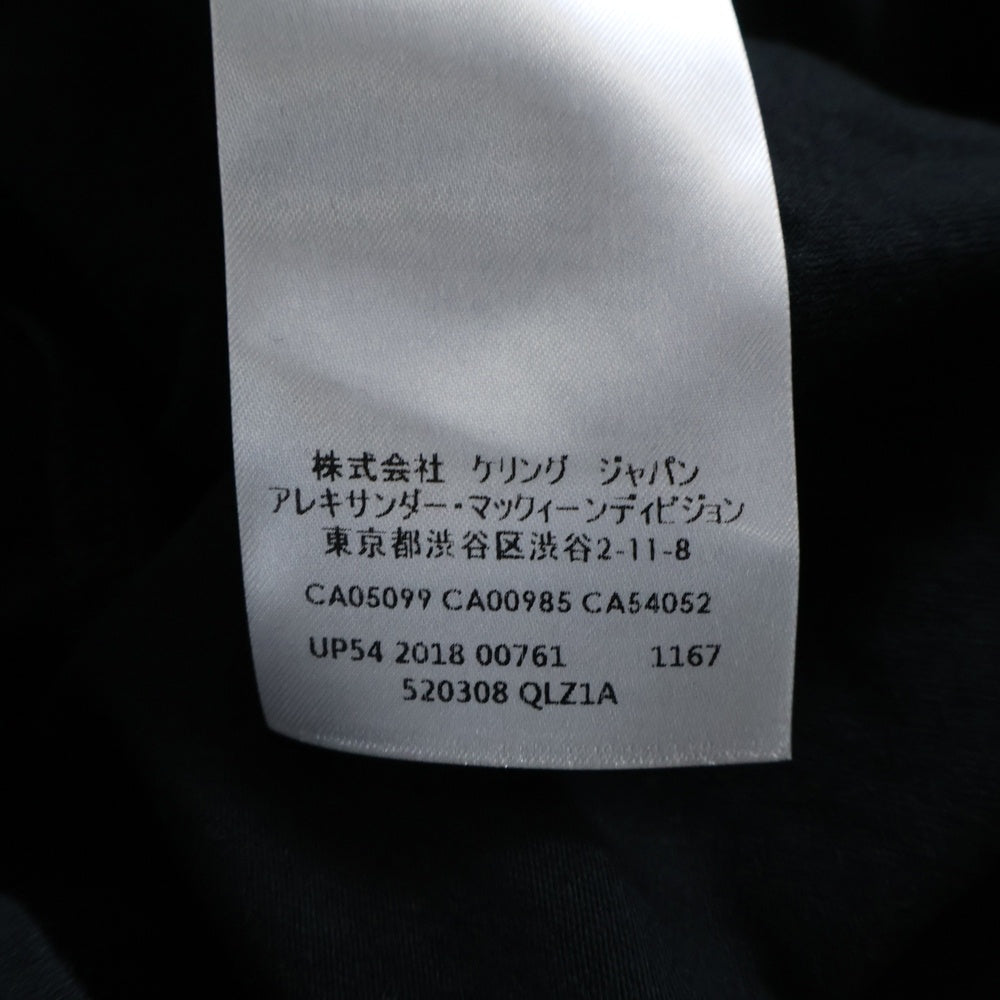 株式会社 ケリング ジャパン
アレキサンダー・マックィーンディビジョン
東京都渋谷区渋谷2-11-8
CA05099 CA00985 CA54052
UP54 2018 00761 1167
520308 QLZ1A